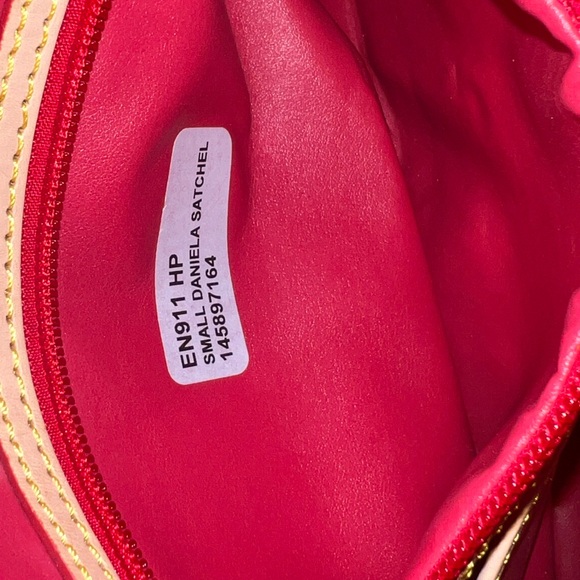 EN911 HP
SMALL DANIELA SATCHEL
145897164